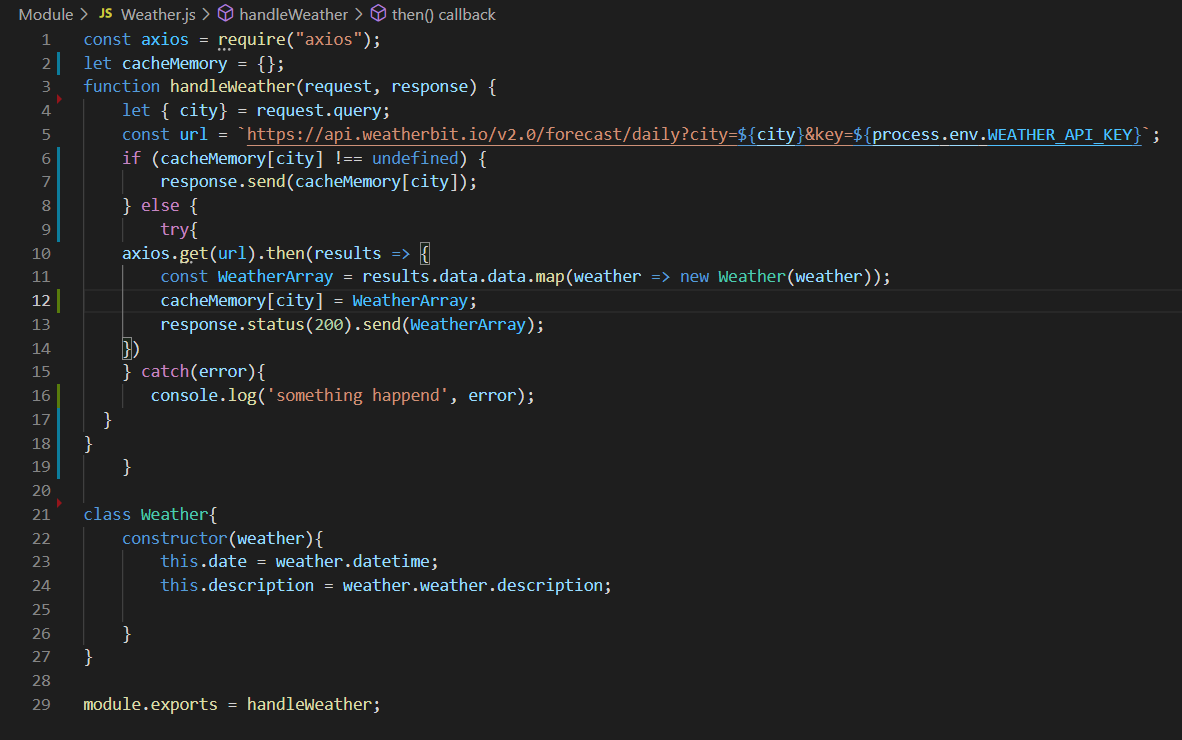 Module > JS Weather.js > handleWeather > then() callback
1 const axios = require("axios");
2 let cacheMemory = {};
3 function handleWeather(request, response) {
4 let { city} = request.query;
5 const url = `https://api.weatherbit.io/v2.0/forecast/daily?city=${city}&key=${process.env.WEATHER_API_KEY}`;
6 if (cacheMemory[city] !== undefined) {
7 response.send(cacheMemory[city]);
8 } else {
9 try{
10 axios.get(url).then(results => {
11 const WeatherArray = results.data.data.map(weather => new Weather(weather));
12 cacheMemory[city] = WeatherArray;
13 response.status(200).send(WeatherArray);
14 })
15 } catch(error){
16 console.log('something happend', error);
17 }
18 }
19 }
20
21 class Weather{
22 constructor(weather){
23 this.date = weather.datetime;
24 this.description = weather.weather.description;
25
26 }
27 }
28
29 module.exports = handleWeather;